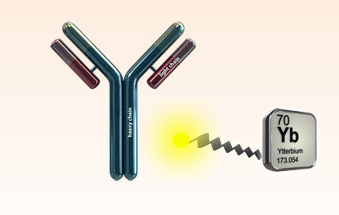 light chain
heavy chain
70
Yb
Ytterbium
173.054